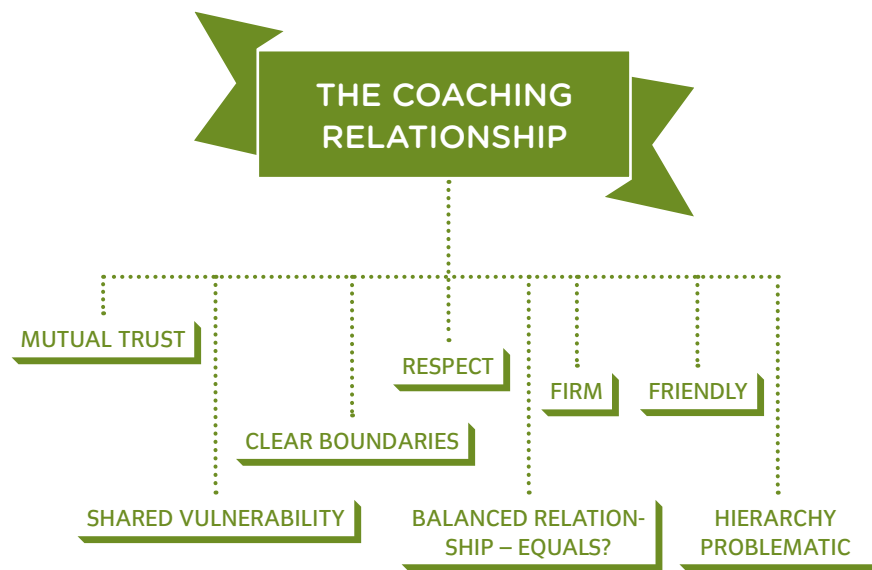 THE COACHING
RELATIONSHIP
MUTUAL TRUST
RESPECT
FIRM
FRIENDLY
CLEAR BOUNDARIES
SHARED VULNERABILITY
BALANCED RELATION-
SHIP – EQUALS?
HIERARCHY
PROBLEMATIC